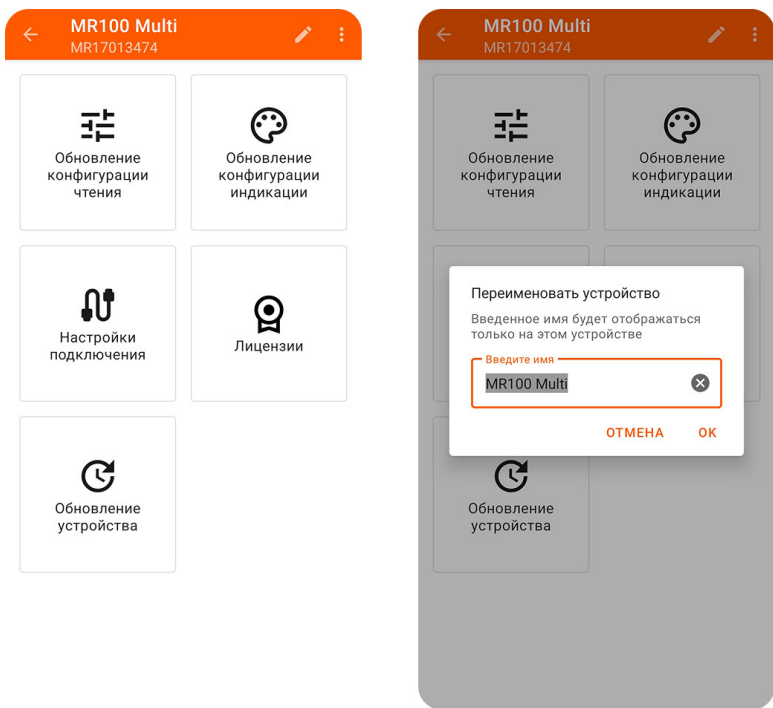 MR100 Multi
MR17013474
Обновление
конфигурации
чтения
Обновление
конфигурации
индикации
Настройки
подключения
Лицензии
Обновление
устройства
MR100 Multi
MR17013474
Обновление
конфигурации
чтения
Обновление
конфигурации
индикации
Переименовать устройство
Введенное имя будет отображаться
только на этом устройстве
Введите имя
MR100 Multi
ОТМЕНА
ОК
Обновление
устройства